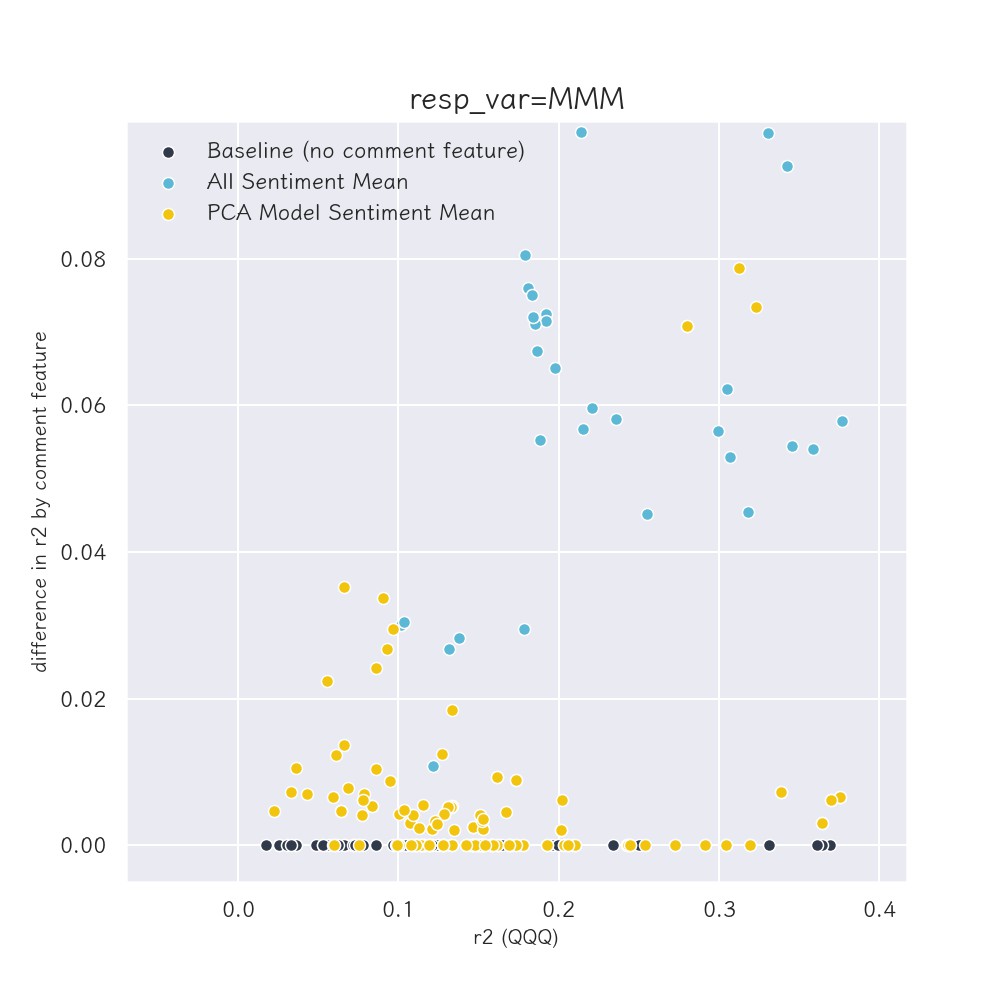 resp_var=MMM
Baseline (no comment feature)
All Sentiment Mean
PCA Model Sentiment Mean
difference in r2 by comment feature
0.08
0.06
0.04
0.02
0.00
0.0 0.1 0.2 0.3 0.4
r2 (QQQ)